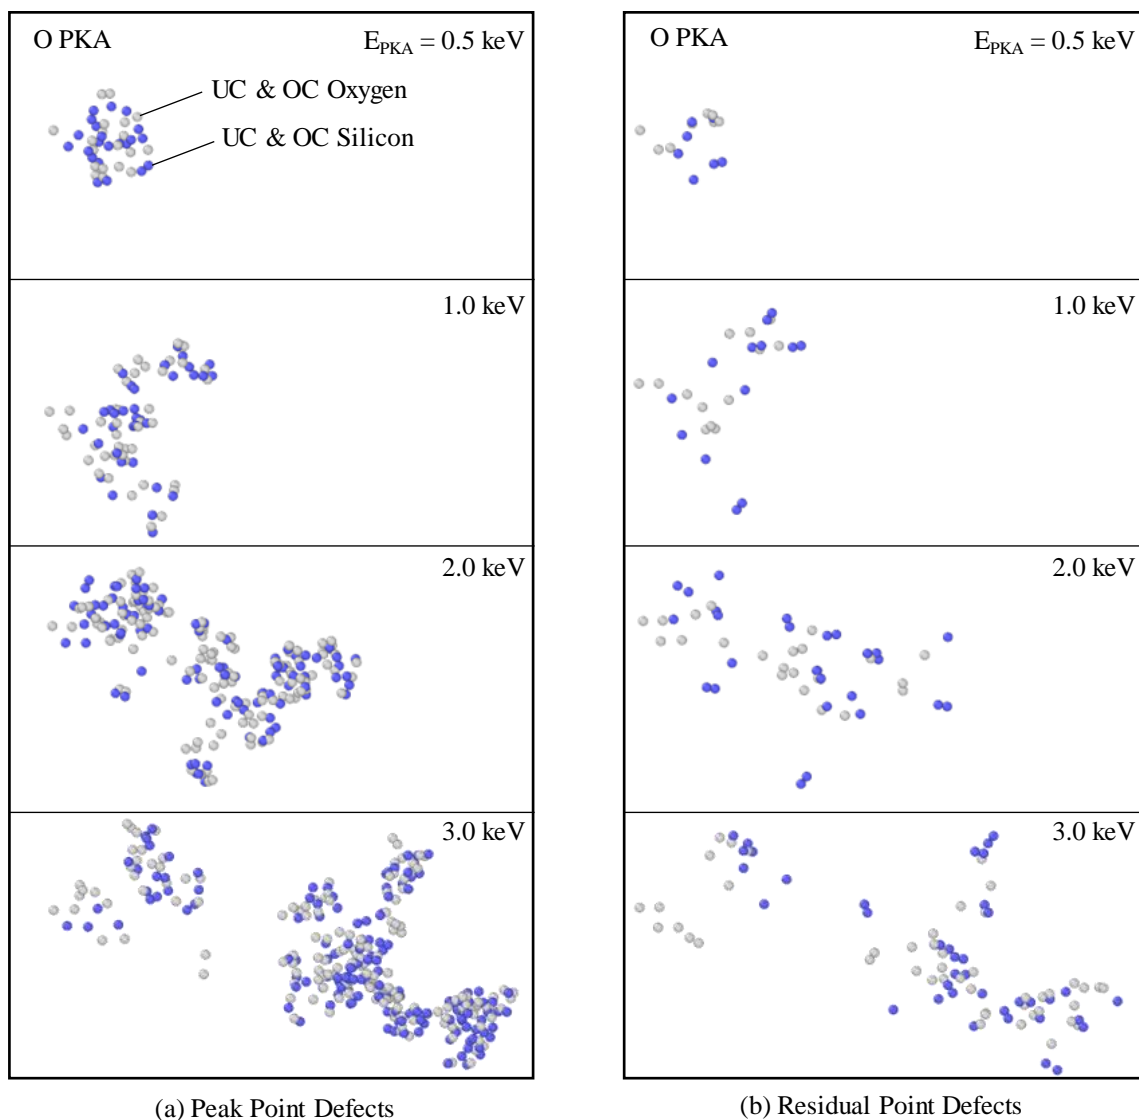 O PKA
E_PKA = 0.5 keV
UC & OC Oxygen
UC & OC Silicon
1.0 keV
2.0 keV
3.0 keV
(a) Peak Point Defects
O PKA
E_PKA = 0.5 keV
1.0 keV
2.0 keV
3.0 keV
(b) Residual Point Defects